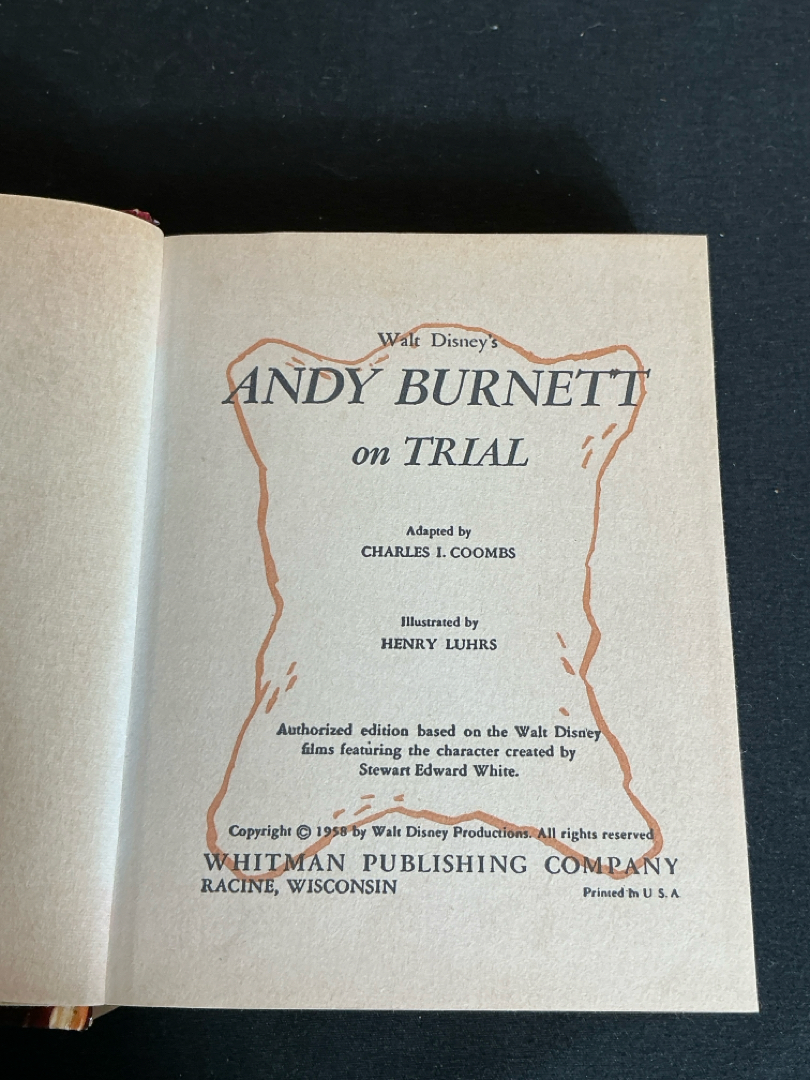 Walt Disney's
ANDY BURNETT
on TRIAL
Adapted by
CHARLES I. COOMBS
Illustrated by
HENRY LUHRS
Authorized edition based on the Walt Disney
films featuring the character created by
Stewart Edward White.
Copyright © 1958 by Walt Disney Productions. All rights reserved
WHITMAN PUBLISHING COMPANY
RACINE, WISCONSIN
Printed in U S. A